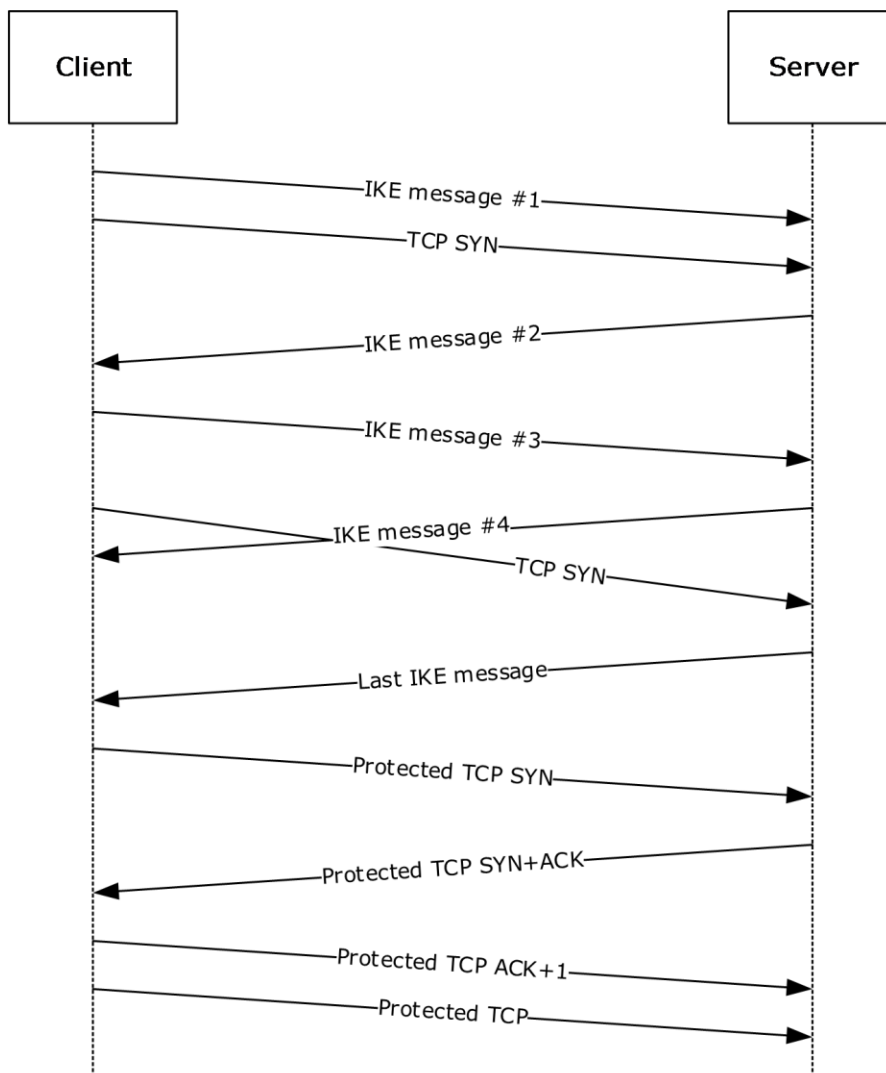 Client
Server
IKE message #1
TCP SYN
IKE message #2
IKE message #3
IKE message #4
TCP SYN
Last IKE message
Protected TCP SYN
Protected TCP SYN+ACK
Protected TCP ACK+1
Protected TCP